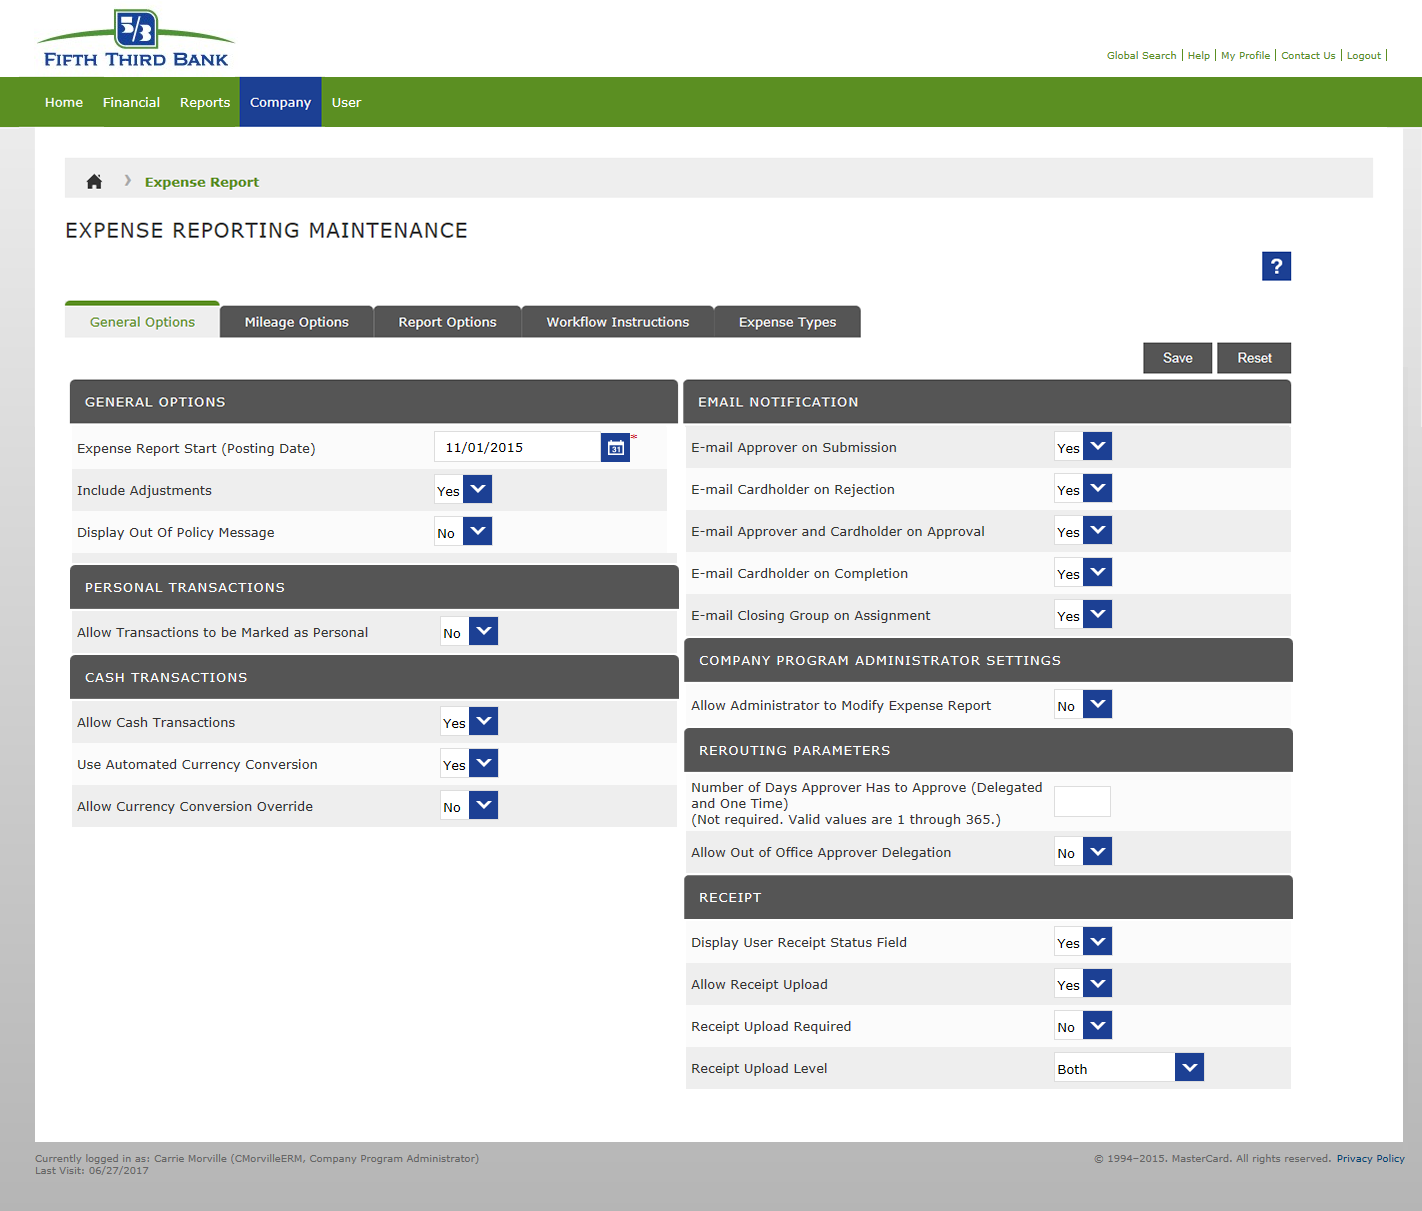 5/3
FIFTH THIRD BANK
Global Search | Help | My Profile | Contact Us | Logout |
Home Financial Reports Company User
Expense Report
EXPENSE REPORTING MAINTENANCE
?
General Options Mileage Options Report Options Workflow Instructions Expense Types
Save Reset
GENERAL OPTIONS
Expense Report Start (Posting Date) 11/01/2015 31 *
Include Adjustments Yes
Display Out Of Policy Message No
PERSONAL TRANSACTIONS
Allow Transactions to be Marked as Personal No
CASH TRANSACTIONS
Allow Cash Transactions Yes
Use Automated Currency Conversion Yes
Allow Currency Conversion Override No
EMAIL NOTIFICATION
E-mail Approver on Submission Yes
E-mail Cardholder on Rejection Yes
E-mail Approver and Cardholder on Approval Yes
E-mail Cardholder on Completion Yes
E-mail Closing Group on Assignment Yes
COMPANY PROGRAM ADMINISTRATOR SETTINGS
Allow Administrator to Modify Expense Report No
REROUTING PARAMETERS
Number of Days Approver Has to Approve (Delegated
and One Time)
(Not required. Valid values are 1 through 365.)
Allow Out of Office Approver Delegation No
RECEIPT
Display User Receipt Status Field Yes
Allow Receipt Upload Yes
Receipt Upload Required No
Receipt Upload Level Both
Currently logged in as: Carrie Morville (CMorvilleERM, Company Program Administrator)
Last Visit: 06/27/2017
© 1994–2015. MasterCard. All rights reserved. Privacy Policy